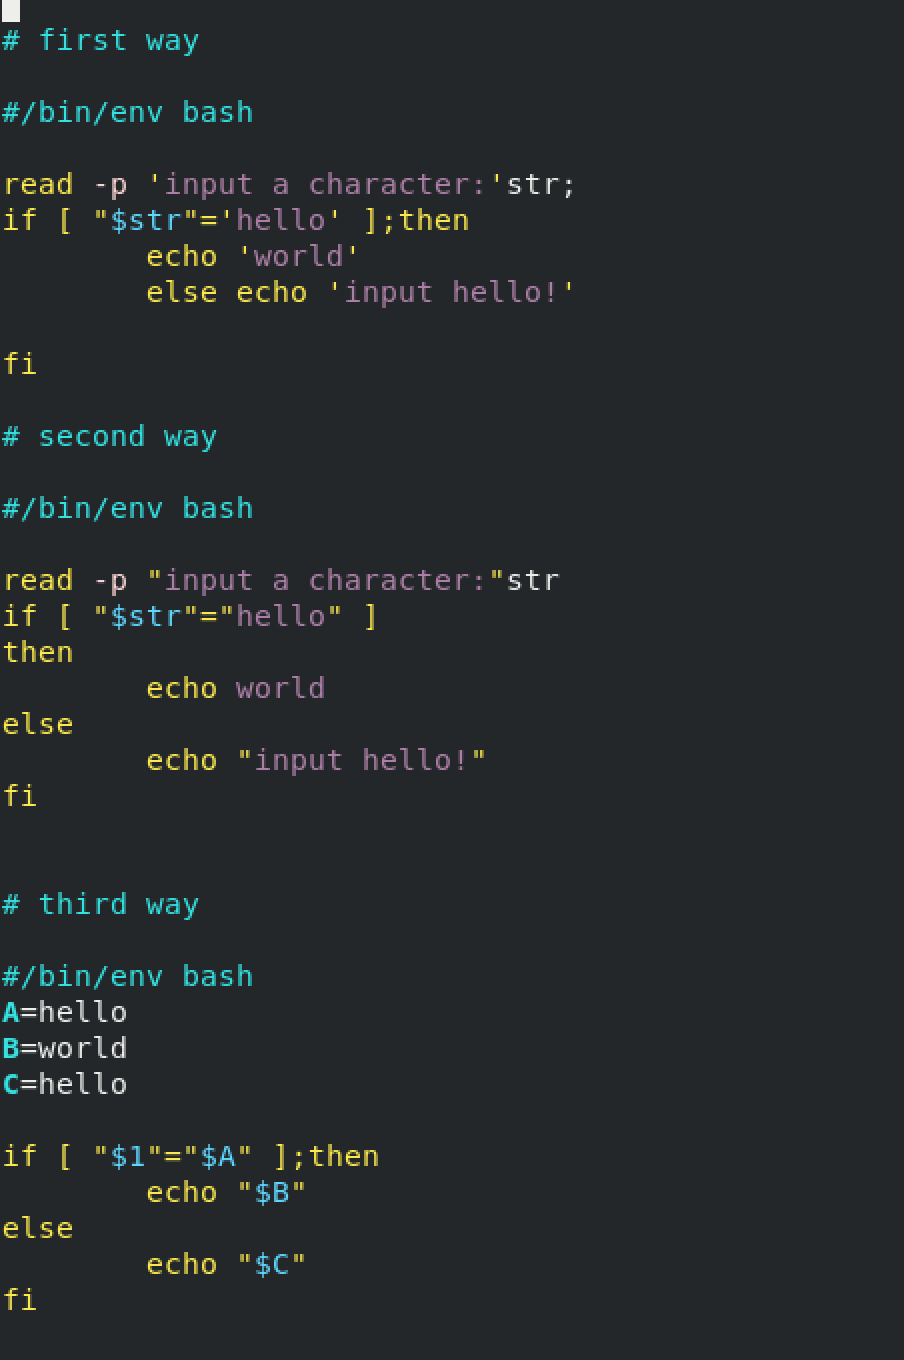 # first way
#/bin/env bash
read -p 'input a character:'str;
if [ "$str"='hello' ];then
        echo 'world'
        else echo 'input hello!'
fi
# second way
#/bin/env bash
read -p "input a character:"str
if [ "$str"="hello" ]
then
        echo world
else
        echo "input hello!"
fi
# third way
#/bin/env bash
A=hello
B=world
C=hello
if [ "$1"="$A" ];then
        echo "$B"
else
        echo "$C"
fi